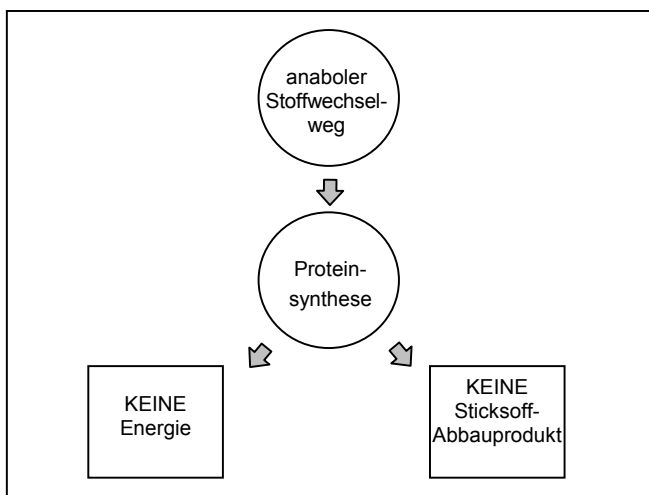 anaboler
Stoffwechsel-
weg
Protein-
synthese
KEINE
Energie
KEINE
Sticksoff-
Abbauprodukt